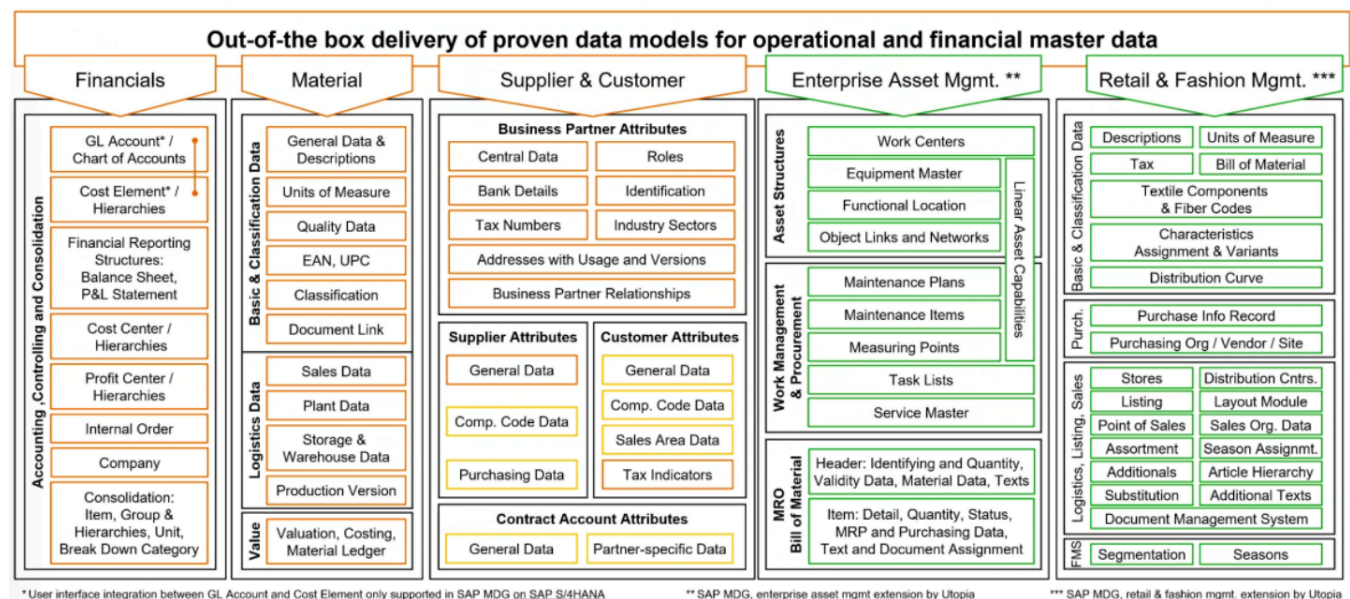 Out-of-the box delivery of proven data models for operational and financial master data
Financials
Accounting ,Controlling and Consolidation
GL Account* /
Chart of Accounts
Cost Element* /
Hierarchies
Financial Reporting
Structures:
Balance Sheet,
P&L Statement
Cost Center /
Hierarchies
Profit Center /
Hierarchies
Internal Order
Company
Consolidation:
Item, Group &
Hierarchies, Unit,
Break Down Category
Material
Basic & Classification Data
General Data &
Descriptions
Units of Measure
Quality Data
EAN, UPC
Classification
Document Link
Logistics Data
Sales Data
Plant Data
Storage &
Warehouse Data
Production Version
Value
Valuation, Costing,
Material Ledger
Supplier & Customer
Business Partner Attributes
Central Data
Roles
Bank Details
Identification
Tax Numbers
Industry Sectors
Addresses with Usage and Versions
Business Partner Relationships
Supplier Attributes
General Data
Comp. Code Data
Purchasing Data
Customer Attributes
General Data
Comp. Code Data
Sales Area Data
Tax Indicators
Contract Account Attributes
General Data
Partner-specific Data
Enterprise Asset Mgmt. **
Asset Structures
Work Centers
Equipment Master
Functional Location
Object Links and Networks
Linear Asset Capabilities
Work Management
& Procurement
Maintenance Plans
Maintenance Items
Measuring Points
Task Lists
Service Master
MRO
Bill of Material
Header: Identifying and Quantity,
Validity Data, Material Data, Texts
Item: Detail, Quantity, Status,
MRP and Purchasing Data,
Text and Document Assignment
Retail & Fashion Mgmt. ***
Basic & Classification Data
Descriptions
Units of Measure
Tax
Bill of Material
Textile Components
& Fiber Codes
Characteristics
Assignment & Variants
Distribution Curve
Purch.
Purchase Info Record
Purchasing Org / Vendor / Site
Logistics, Listing, Sales
Stores
Distribution Cntrs.
Listing
Layout Module
Point of Sales
Sales Org. Data
Assortment
Season Assignmt.
Additionals
Article Hierarchy
Substitution
Additional Texts
Document Management System
FMS
Segmentation
Seasons
* User interface integration between GL Account and Cost Element only supported in SAP MDG on SAP S/4HANA
** SAP MDG, enterprise asset mgmt extension by Utopia
*** SAP MDG, retail & fashion mgmt. extension by Utopia